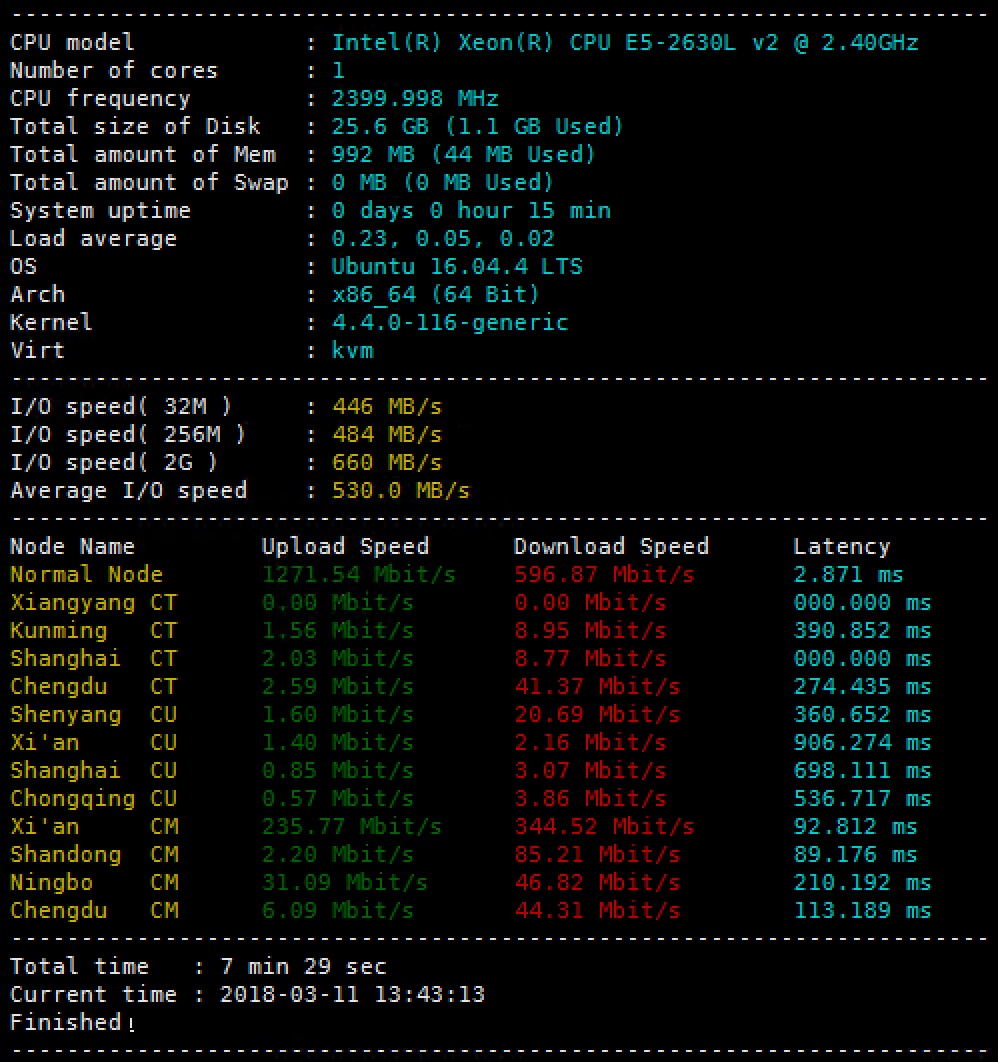 ----------------------------------------------------------------------
CPU model            : Intel(R) Xeon(R) CPU E5-2630L v2 @ 2.40GHz
Number of cores      : 1
CPU frequency        : 2399.998 MHz
Total size of Disk   : 25.6 GB (1.1 GB Used)
Total amount of Mem  : 992 MB (44 MB Used)
Total amount of Swap : 0 MB (0 MB Used)
System uptime        : 0 days 0 hour 15 min
Load average         : 0.23, 0.05, 0.02
OS                   : Ubuntu 16.04.4 LTS
Arch                 : x86_64 (64 Bit)
Kernel               : 4.4.0-116-generic
Virt                 : kvm
----------------------------------------------------------------------
I/O speed( 32M )     : 446 MB/s
I/O speed( 256M )    : 484 MB/s
I/O speed( 2G )      : 660 MB/s
Average I/O speed    : 530.0 MB/s
----------------------------------------------------------------------
Node Name         Upload Speed      Download Speed      Latency
Normal Node       1271.54 Mbit/s    596.87 Mbit/s       2.871 ms
Xiangyang CT      0.00 Mbit/s       0.00 Mbit/s         000.000 ms
Kunming   CT      1.56 Mbit/s       8.95 Mbit/s         390.852 ms
Shanghai  CT      2.03 Mbit/s       8.77 Mbit/s         000.000 ms
Chengdu   CT      2.59 Mbit/s       41.37 Mbit/s        274.435 ms
Shenyang  CU      1.60 Mbit/s       20.69 Mbit/s        360.652 ms
Xi'an     CU      1.40 Mbit/s       2.16 Mbit/s         906.274 ms
Shanghai  CU      0.85 Mbit/s       3.07 Mbit/s         698.111 ms
Chongqing CU      0.57 Mbit/s       3.86 Mbit/s         536.717 ms
Xi'an     CM      235.77 Mbit/s     344.52 Mbit/s       92.812 ms
Shandong  CM      2.20 Mbit/s       85.21 Mbit/s        89.176 ms
Ningbo    CM      31.09 Mbit/s      46.82 Mbit/s        210.192 ms
Chengdu   CM      6.09 Mbit/s       44.31 Mbit/s        113.189 ms
----------------------------------------------------------------------
Total time   : 7 min 29 sec
Current time : 2018-03-11 13:43:13
Finished!
----------------------------------------------------------------------